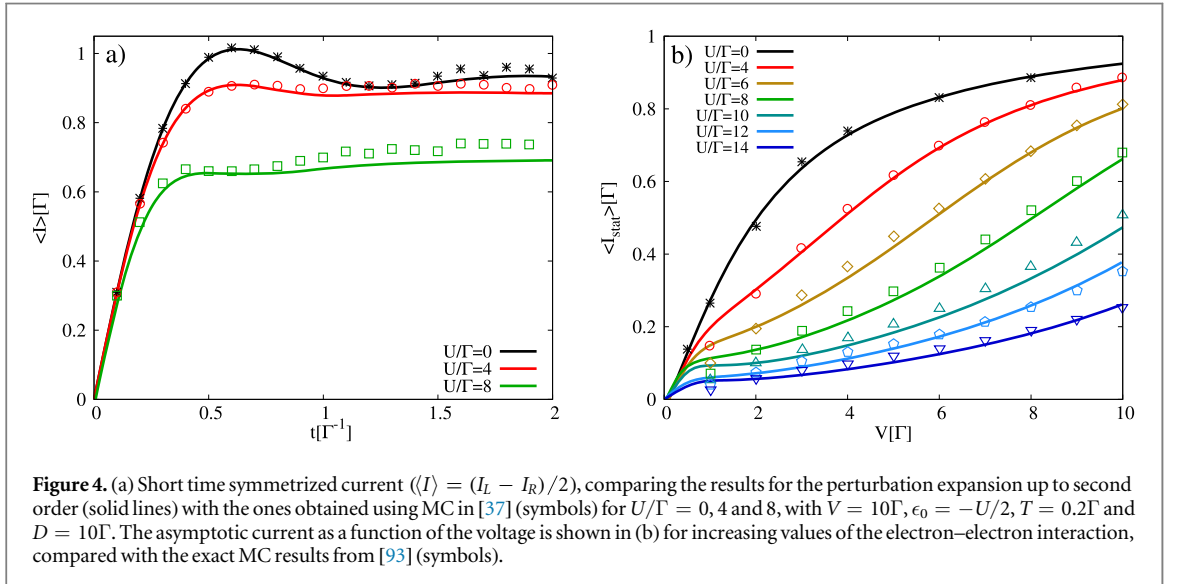 a)
<I>[Γ]
1
0.8
0.6
0.4
0.2
0
0 0.5 1 1.5 2
t[Γ⁻¹]
U/Γ=0
U/Γ=4
U/Γ=8
b)
<I_stat>[Γ]
1
0.8
0.6
0.4
0.2
0
0 2 4 6 8 10
V[Γ]
U/Γ=0
U/Γ=4
U/Γ=6
U/Γ=8
U/Γ=10
U/Γ=12
U/Γ=14
Figure 4. (a) Short time symmetrized current (⟨I⟩ = (I_L − I_R)/2), comparing the results for the perturbation expansion up to second
order (solid lines) with the ones obtained using MC in [37] (symbols) for U/Γ = 0, 4 and 8, with V = 10Γ, ϵ₀ = −U/2, T = 0.2Γ and
D = 10Γ. The asymptotic current as a function of the voltage is shown in (b) for increasing values of the electron–electron interaction,
compared with the exact MC results from [93] (symbols).